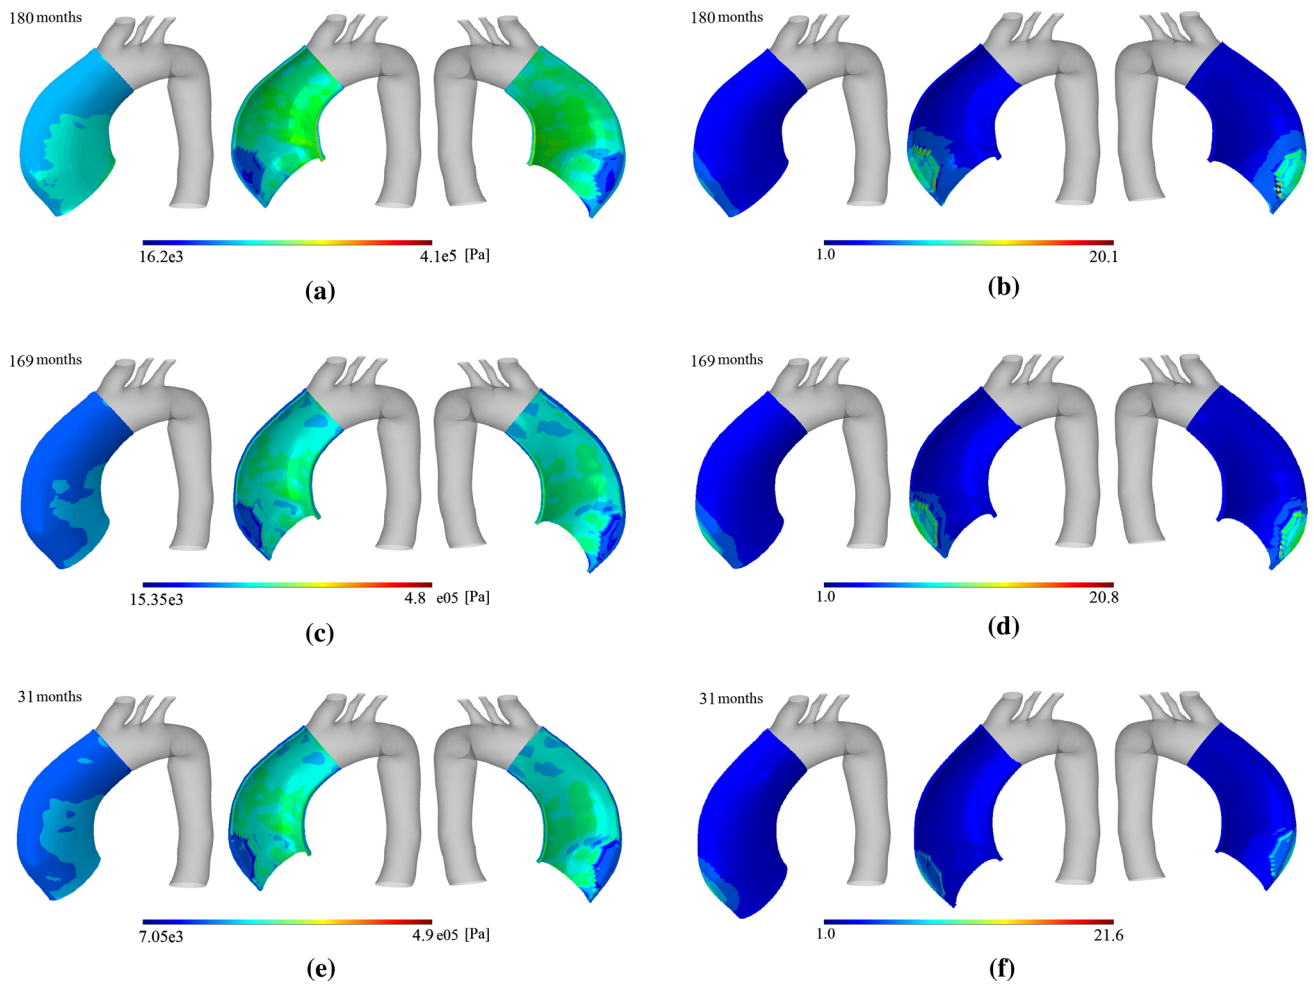 180 months
180 months
16.2e3 4.1e5 [Pa]
1.0 20.1
(a)
(b)
169 months
169 months
15.35e3 4.8 e05 [Pa]
1.0 20.8
(c)
(d)
31 months
31 months
7.05e3 4.9 e05 [Pa]
1.0 21.6
(e)
(f)